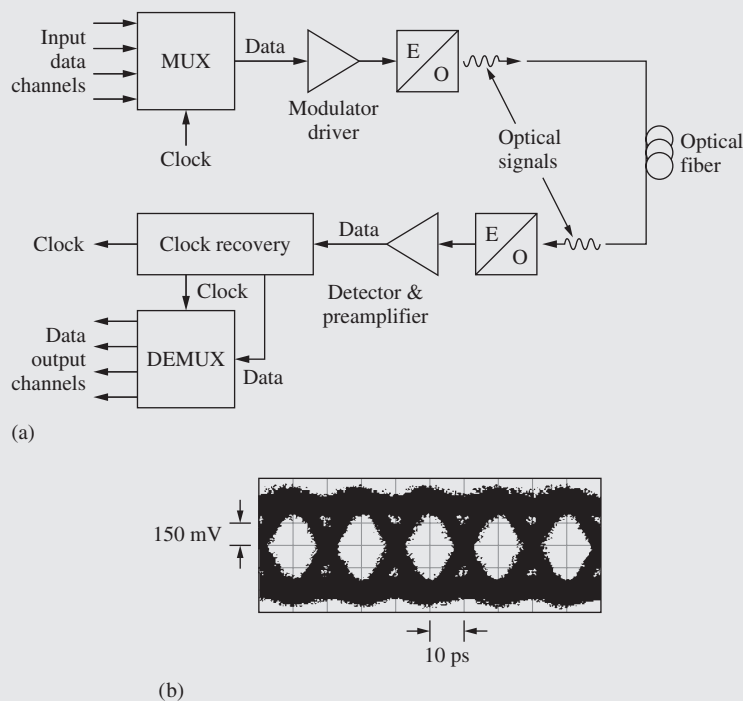 Input
data
channels
MUX
Data
Modulator
driver
E
O
Clock
Optical
signals
Optical
fiber
Clock
Clock recovery
Data
Detector &
preamplifier
E
O
Clock
Data
output
channels
DEMUX
Data
(a)
150 mV
10 ps
(b)